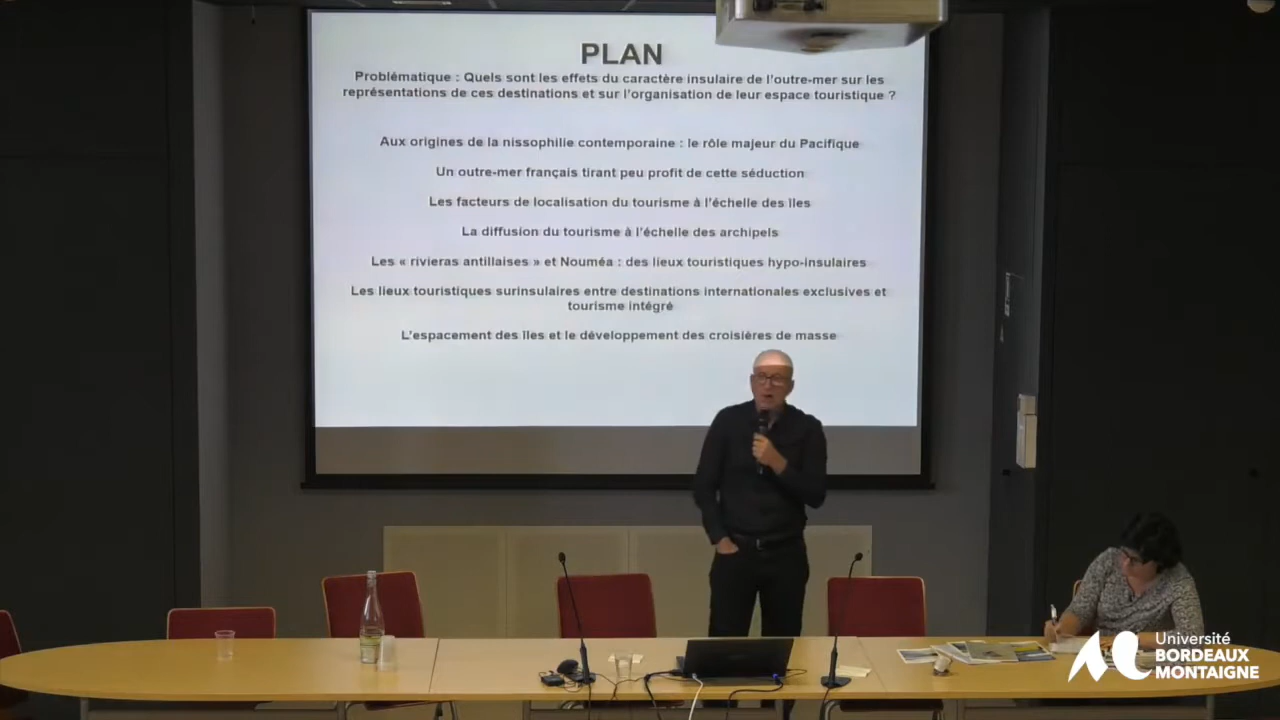 PLAN
Problématique : Quels sont les effets du caractère insulaire de l'outre-mer sur les
représentations de ces destinations et sur l'organisation de leur espace touristique ?
Aux origines de la nissophilie contemporaine : le rôle majeur du Pacifique
Un outre-mer français tirant peu profit de cette séduction
Les facteurs de localisation du tourisme à l'échelle des îles
La diffusion du tourisme à l'échelle des archipels
Les « rivieras antillaises » et Nouméa : des lieux touristiques hypo-insulaires
Les lieux touristiques surinsulaires entre destinations internationales exclusives et
tourisme intégré
L'espacement des îles et le développement des croisières de masse
Université
BORDEAUX
MONTAIGNE